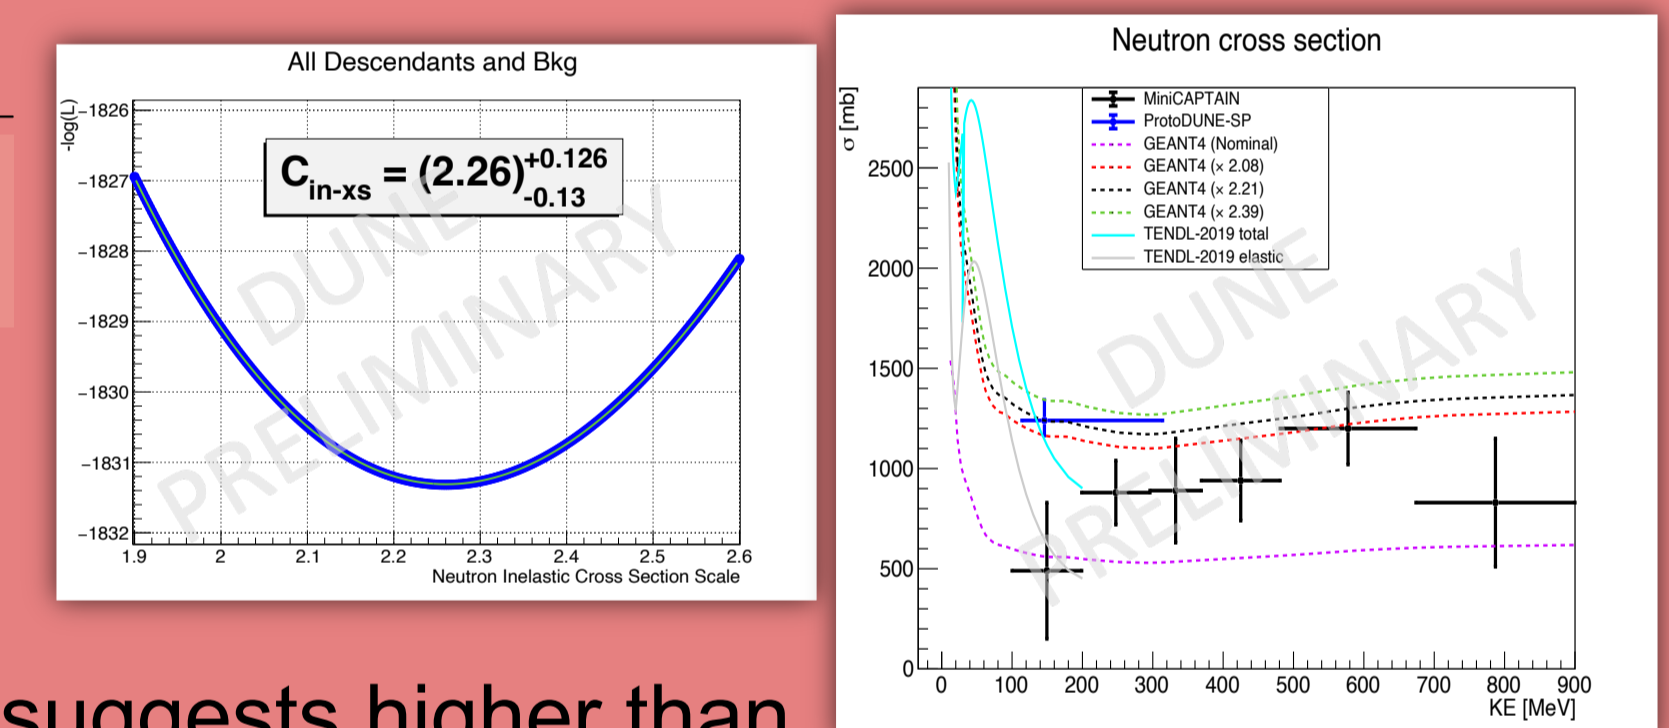 All Descendants and Bkg
-log(L)
−1826
−1827
−1828
−1829
−1830
−1831
−1832
C_in-xs = (2.26)^+0.126_-0.13
DUNE
PRELIMINARY
1.9 2 2.1 2.2 2.3 2.4 2.5 2.6
Neutron Inelastic Cross Section Scale
Neutron cross section
σ [mb]
2500
2000
1500
1000
500
0
MiniCAPTAIN
ProtoDUNE-SP
GEANT4 (Nominal)
GEANT4 (× 2.08)
GEANT4 (× 2.21)
GEANT4 (× 2.39)
TENDL-2019 total
TENDL-2019 elastic
DUNE
PRELIMINARY
0 100 200 300 400 500 600 700 800 900
KE [MeV]
suggests higher than